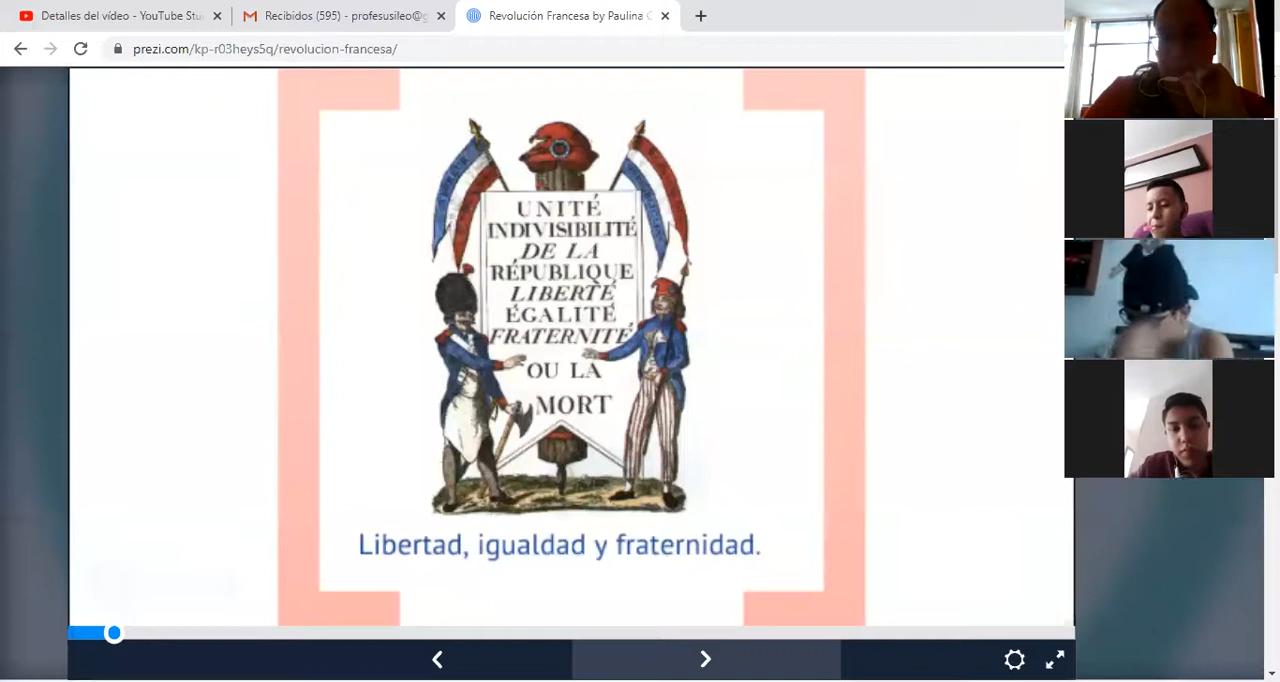 Detalles del vídeo - YouTube Stu
Recibidos (595) - profesusileo@g
Revolución Francesa by Paulina C
prezi.com/kp-r03heys5q/revolucion-francesa/
UNITÉ
INDIVISIBILITÉ
DE LA
RÉPUBLIQUE
LIBERTÉ
ÉGALITÉ
FRATERNITÉ
OU LA
MORT
Libertad, igualdad y fraternidad.